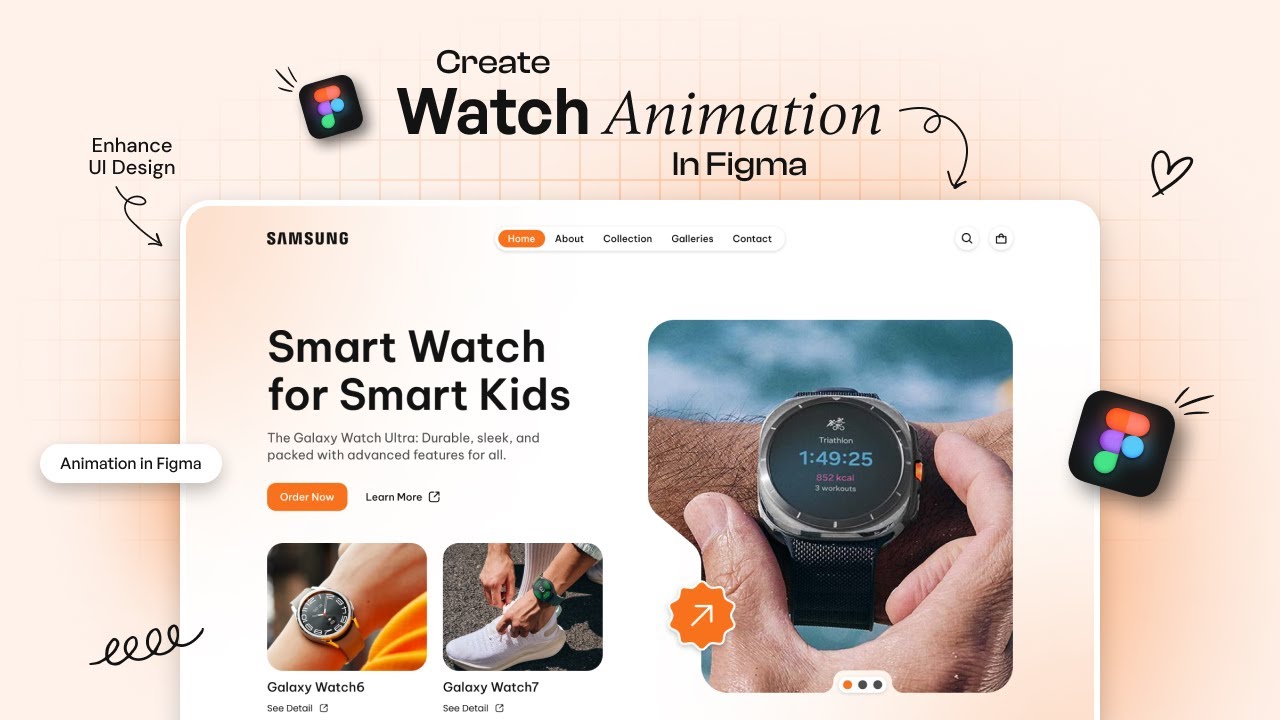 Create
Watch Animation
In Figma
Enhance
UI Design
SAMSUNG
Home About Collection Galleries Contact
Smart Watch
for Smart Kids
The Galaxy Watch Ultra: Durable, sleek, and
packed with advanced features for all.
Animation in Figma
Order Now Learn More
Triathlon
1:49:25
852 kcal
3 workouts
Galaxy Watch6
See Detail
Galaxy Watch7
See Detail